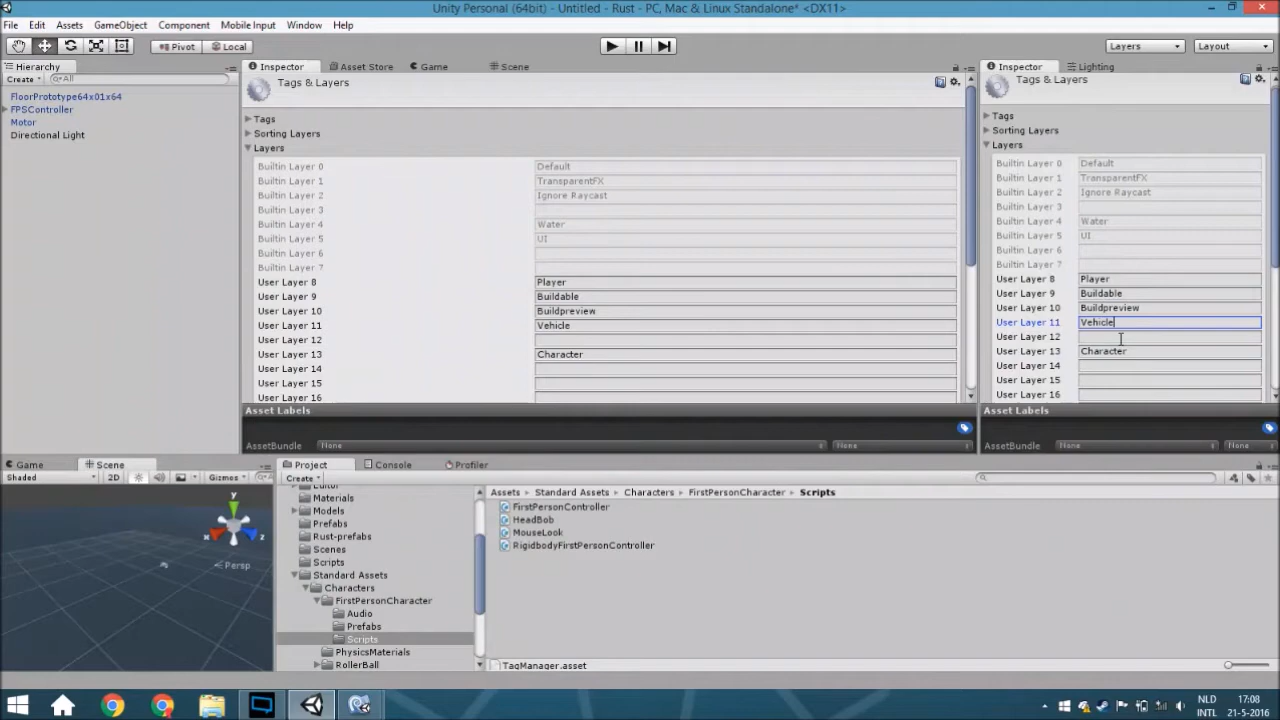 Unity Personal (64bit) - Untitled - Rust - PC, Mac & Linux Standalone* <DX11>
File Edit Assets GameObject Component Mobile Input Window Help
Pivot Local Layers Layout
Hierarchy
Create All
FloorPrototype64x01x64
FPSController
Motor
Directional Light
Inspector Asset Store Game Scene
Tags & Layers
Tags
Sorting Layers
Layers
Builtin Layer 0 Default
Builtin Layer 1 TransparentFX
Builtin Layer 2 Ignore Raycast
Builtin Layer 3
Builtin Layer 4 Water
Builtin Layer 5 UI
Builtin Layer 6
Builtin Layer 7
User Layer 8 Player
User Layer 9 Buildable
User Layer 10 Buildpreview
User Layer 11 Vehicle
User Layer 12
User Layer 13 Character
User Layer 14
User Layer 15
User Layer 16
Asset Labels
AssetBundle None None
Inspector Lighting
Tags & Layers
Tags
Sorting Layers
Layers
Builtin Layer 0 Default
Builtin Layer 1 TransparentFX
Builtin Layer 2 Ignore Raycast
Builtin Layer 3
Builtin Layer 4 Water
Builtin Layer 5 UI
Builtin Layer 6
Builtin Layer 7
User Layer 8 Player
User Layer 9 Buildable
User Layer 10 Buildpreview
User Layer 11 Vehicle
User Layer 12
User Layer 13 Character
User Layer 14
User Layer 15
User Layer 16
Asset Labels
AssetBundle None None
Game Scene
Shaded 2D Gizmos
y
x z
Persp
Project Console Profiler
Create
Editor
Materials
Models
Prefabs
Rust-prefabs
Scenes
Scripts
Standard Assets
Characters
FirstPersonCharacter
Audio
Prefabs
Scripts
PhysicsMaterials
RollerBall
Assets Standard Assets Characters FirstPersonCharacter Scripts
FirstPersonController
HeadBob
MouseLook
RigidbodyFirstPersonController
TagManager.asset
NLD 17:08
INTL 21-5-2016